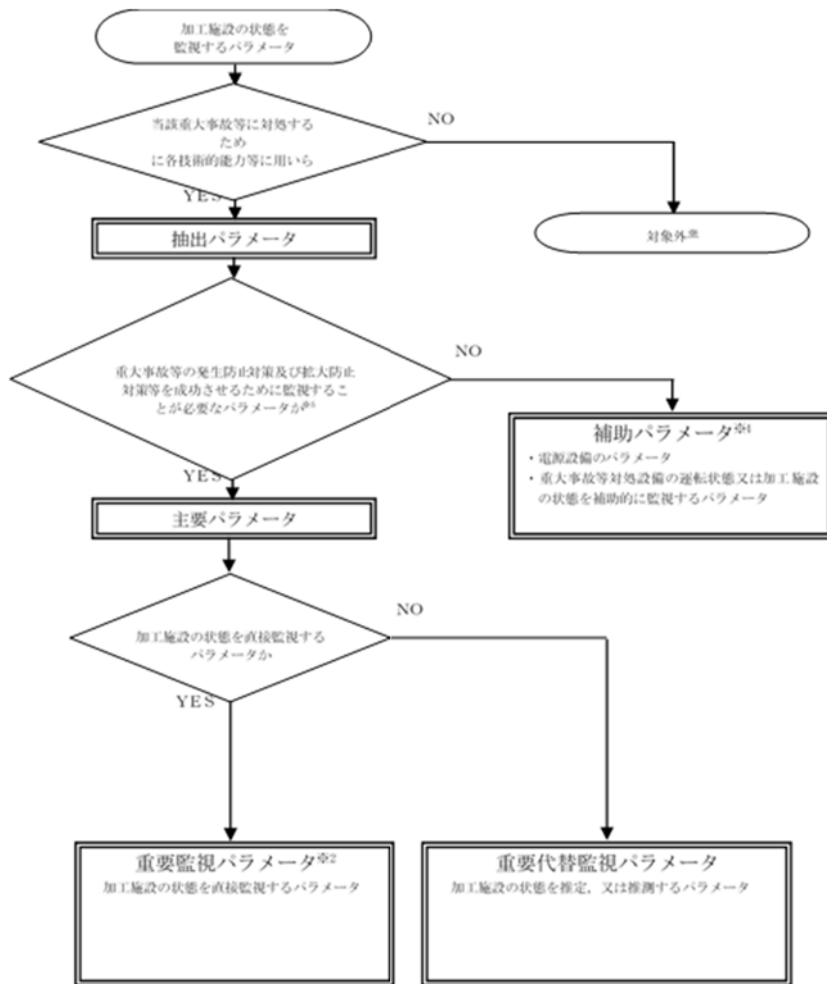 加工施設の状態を
監視するパラメータ
当該重大事故等に対処する
ため
に各技術的能力等に用いら
NO
YES
抽出パラメータ
対象外※
重大事故等の発生防止対策及び拡大防止
対策等を成功させるために監視するこ
とが必要なパラメータか
NO
YES
補助パラメータ※1
・電源設備のパラメータ
・重大事故等対処設備の運転状態又は加工施設
の状態を補助的に監視するパラメータ
主要パラメータ
加工施設の状態を直接監視する
パラメータか
NO
YES
重要監視パラメータ※2
加工施設の状態を直接監視するパラメータ
重要代替監視パラメータ
加工施設の状態を推定，又は推測するパラメータ